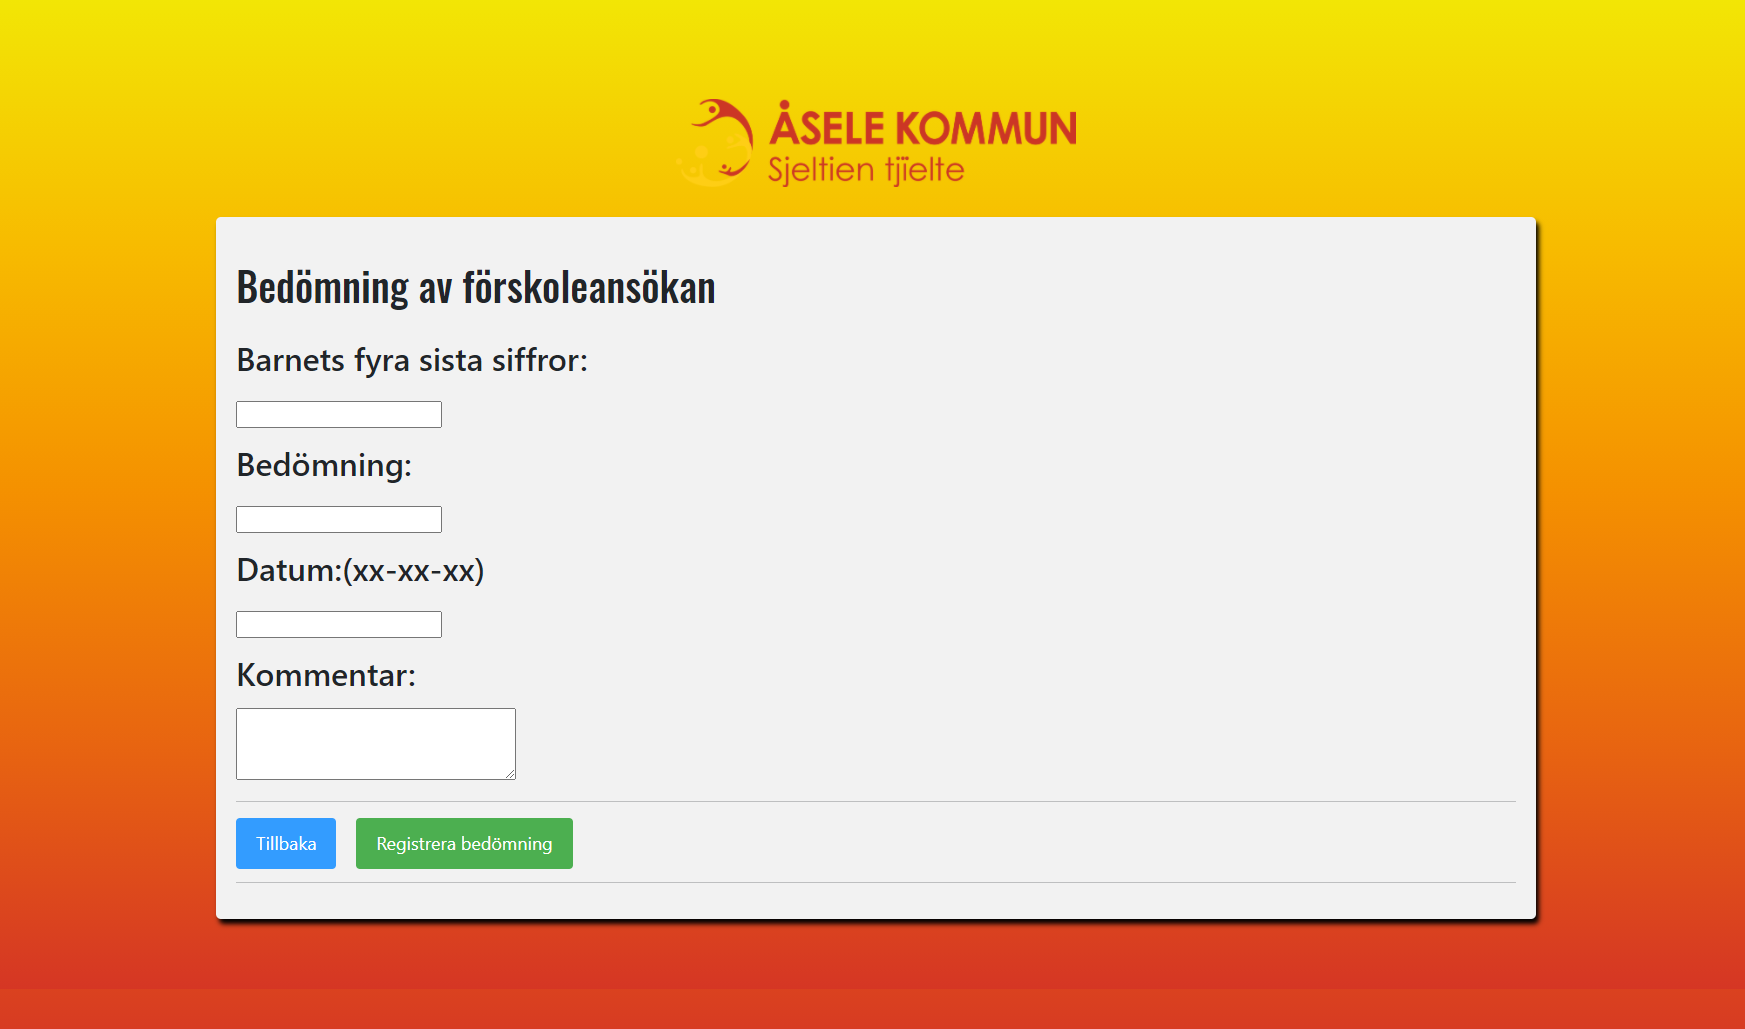 ÅSELE KOMMUN
Sjeltien tjïelte
Bedömning av förskoleansökan
Barnets fyra sista siffror:
Bedömning:
Datum:(xx-xx-xx)
Kommentar:
Tillbaka
Registrera bedömning